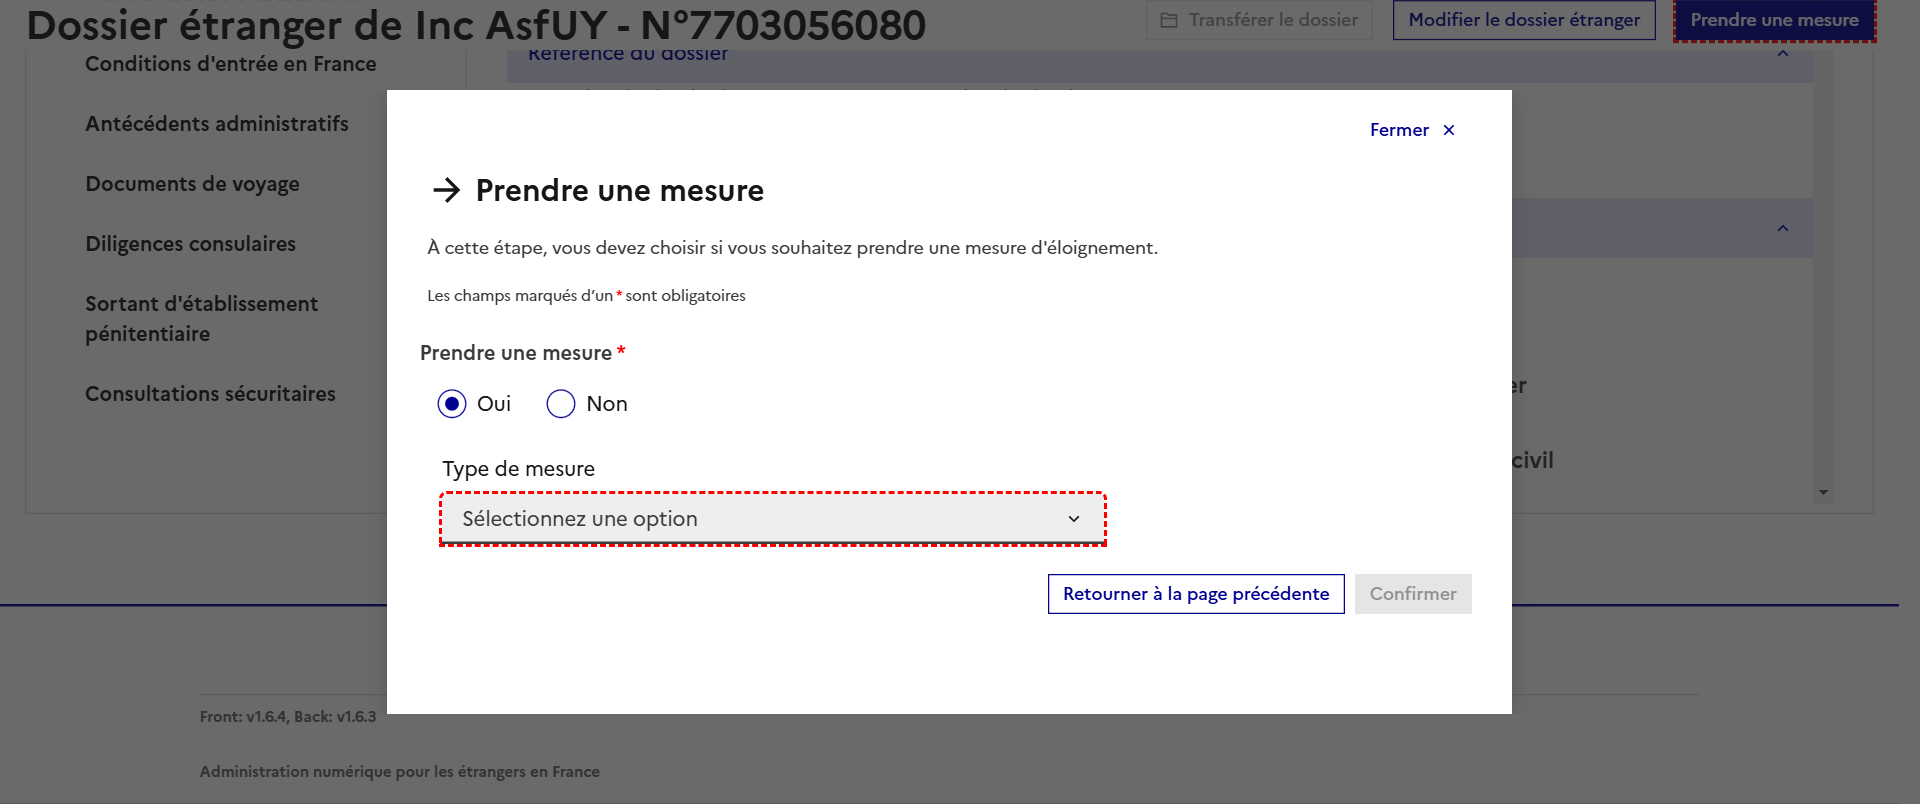 Dossier étranger de Inc AsfUY - N°7703056080
Transférer le dossier
Modifier le dossier étranger
Prendre une mesure
Conditions d'entrée en France
Référence du dossier
Antécédents administratifs
Documents de voyage
Diligences consulaires
Sortant d'établissement
pénitentiaire
Consultations sécuritaires
Fermer ×
→ Prendre une mesure
À cette étape, vous devez choisir si vous souhaitez prendre une mesure d'éloignement.
Les champs marqués d’un * sont obligatoires
Prendre une mesure *
Oui
Non
Type de mesure
Sélectionnez une option
Retourner à la page précédente
Confirmer
er
civil
Front: v1.6.4, Back: v1.6.3
Administration numérique pour les étrangers en France